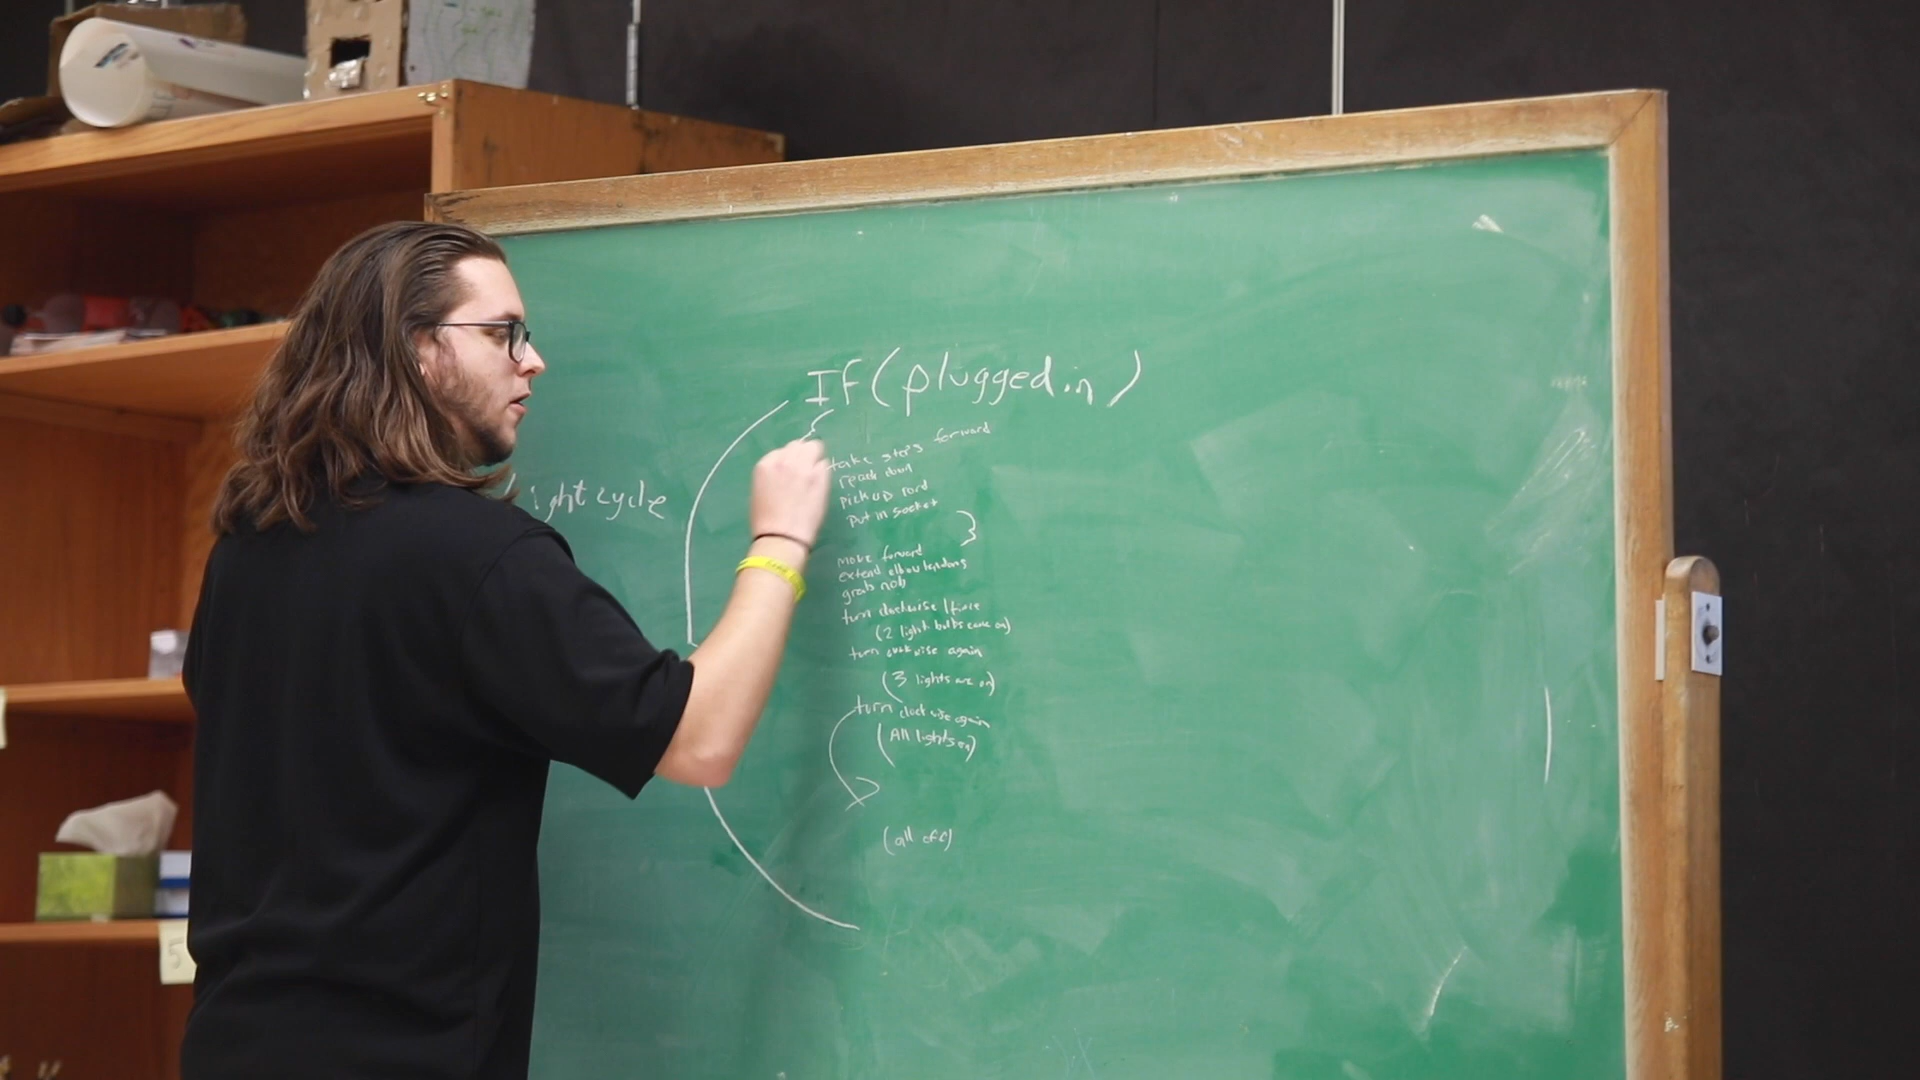 If(pluggedin)
{
take steps forward
reach down
pick up cord
put in socket
}
light cycle
move forward
extend elbow tendons
grab nob
turn clockwise 1 time
(2 light bulbs come on)
turn clockwise again
(3 lights are on)
turn clockwise again
(All lights on)
(all off)
5